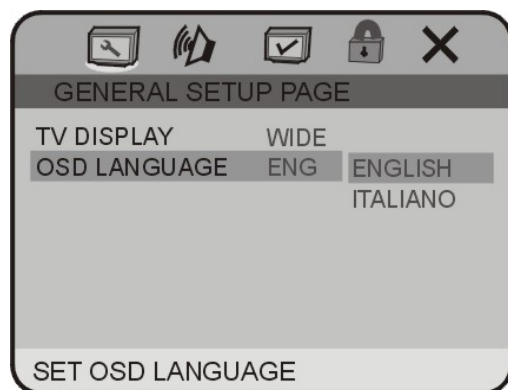 GENERAL SETUP PAGE
TV DISPLAY WIDE
OSD LANGUAGE ENG ENGLISH
ITALIANO
SET OSD LANGUAGE